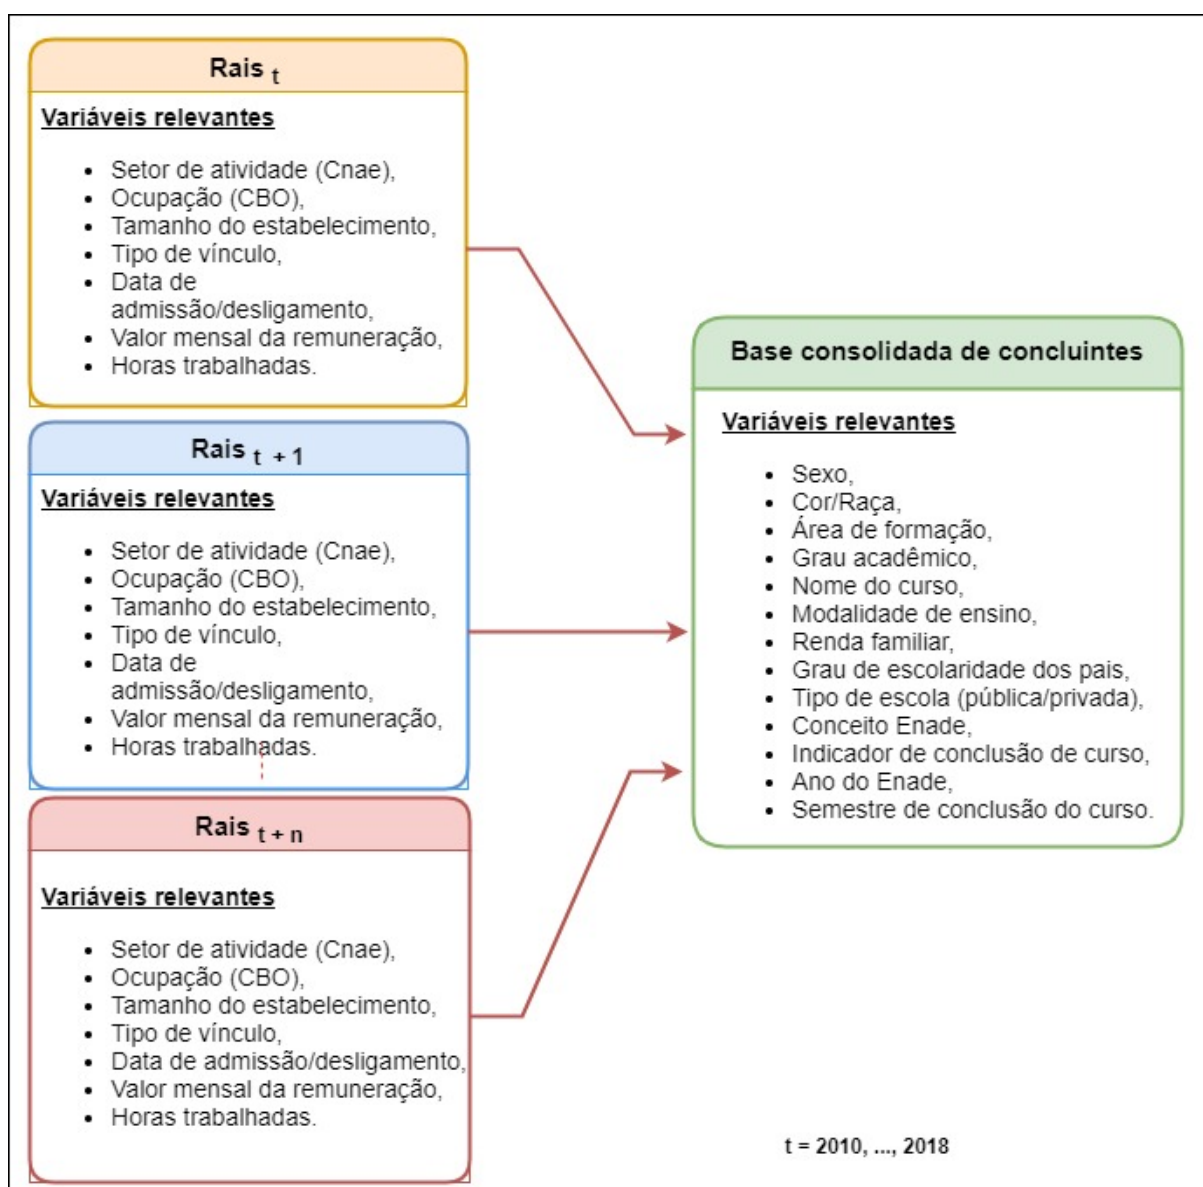 Rais t
Variáveis relevantes
• Setor de atividade (Cnae),
• Ocupação (CBO),
• Tamanho do estabelecimento,
• Tipo de vínculo,
• Data de
admissão/desligamento,
• Valor mensal da remuneração,
• Horas trabalhadas.
Rais t + 1
Variáveis relevantes
• Setor de atividade (Cnae),
• Ocupação (CBO),
• Tamanho do estabelecimento,
• Tipo de vínculo,
• Data de
admissão/desligamento,
• Valor mensal da remuneração,
• Horas trabalhadas.
Rais t + n
Variáveis relevantes
• Setor de atividade (Cnae),
• Ocupação (CBO),
• Tamanho do estabelecimento,
• Tipo de vínculo,
• Data de admissão/desligamento,
• Valor mensal da remuneração,
• Horas trabalhadas.
Base consolidada de concluintes
Variáveis relevantes
• Sexo,
• Cor/Raça,
• Área de formação,
• Grau acadêmico,
• Nome do curso,
• Modalidade de ensino,
• Renda familiar,
• Grau de escolaridade dos pais,
• Tipo de escola (pública/privada),
• Conceito Enade,
• Indicador de conclusão de curso,
• Ano do Enade,
• Semestre de conclusão do curso.
t = 2010, ..., 2018